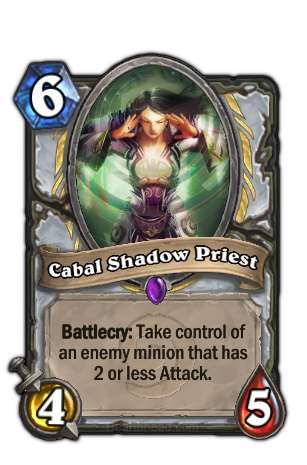 6
Cabal Shadow Priest
Battlecry: Take control of
an enemy minion that has
2 or less Attack.
4
5